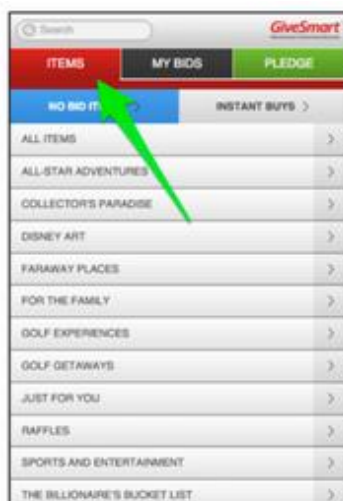 Search
GiveSmart
ITEMS MY BIDS PLEDGE
NO BID INSTANT BUYS >
ALL ITEMS >
ALL-STAR ADVENTURES >
COLLECTOR'S PARADISE >
DISNEY ART >
FARAWAY PLACES >
FOR THE FAMILY >
GOLF EXPERIENCES >
GOLF GETAWAYS >
JUST FOR YOU >
RAFFLES >
SPORTS AND ENTERTAINMENT >
THE BILLIONAIRE'S BUCKET LIST >